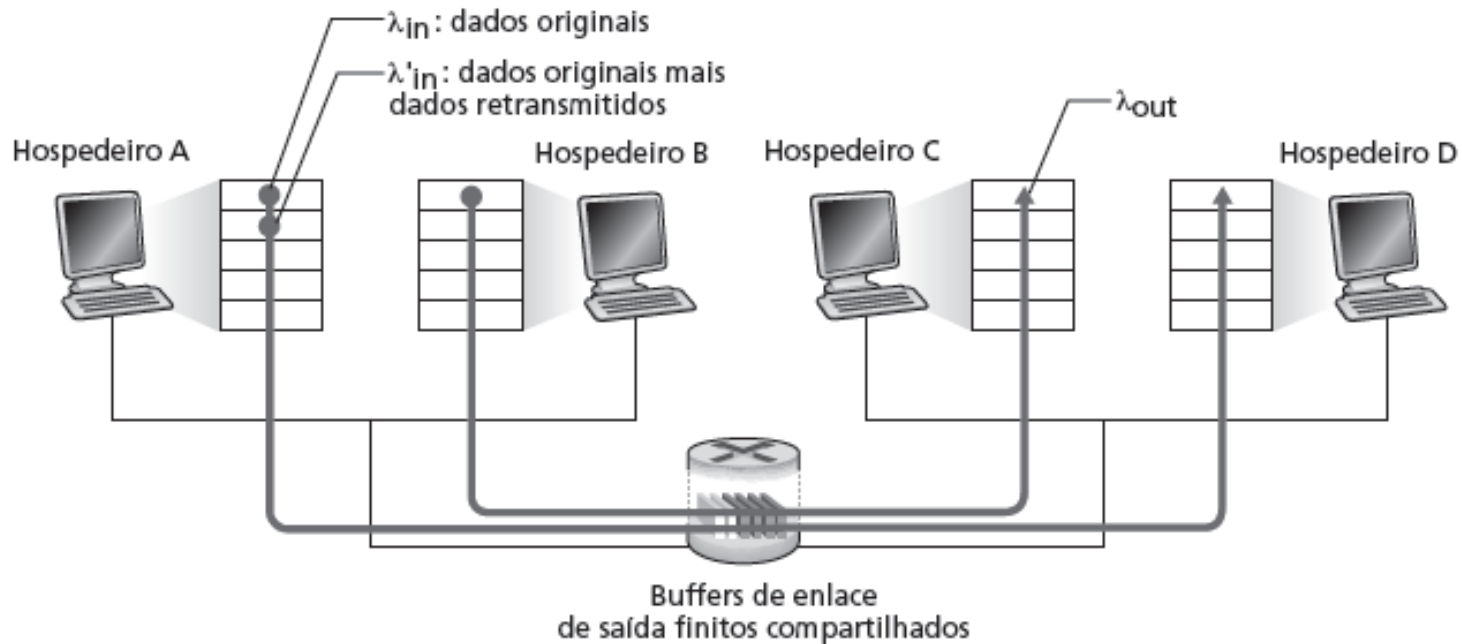 λin : dados originais
λ'in : dados originais mais
dados retransmitidos
λout
Hospedeiro A
Hospedeiro B
Hospedeiro C
Hospedeiro D
Buffers de enlace
de saída finitos compartilhados